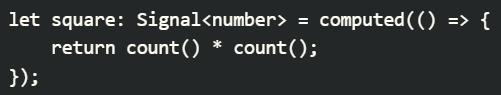 let square: Signal<number> = computed(() => {
    return count() * count();
});